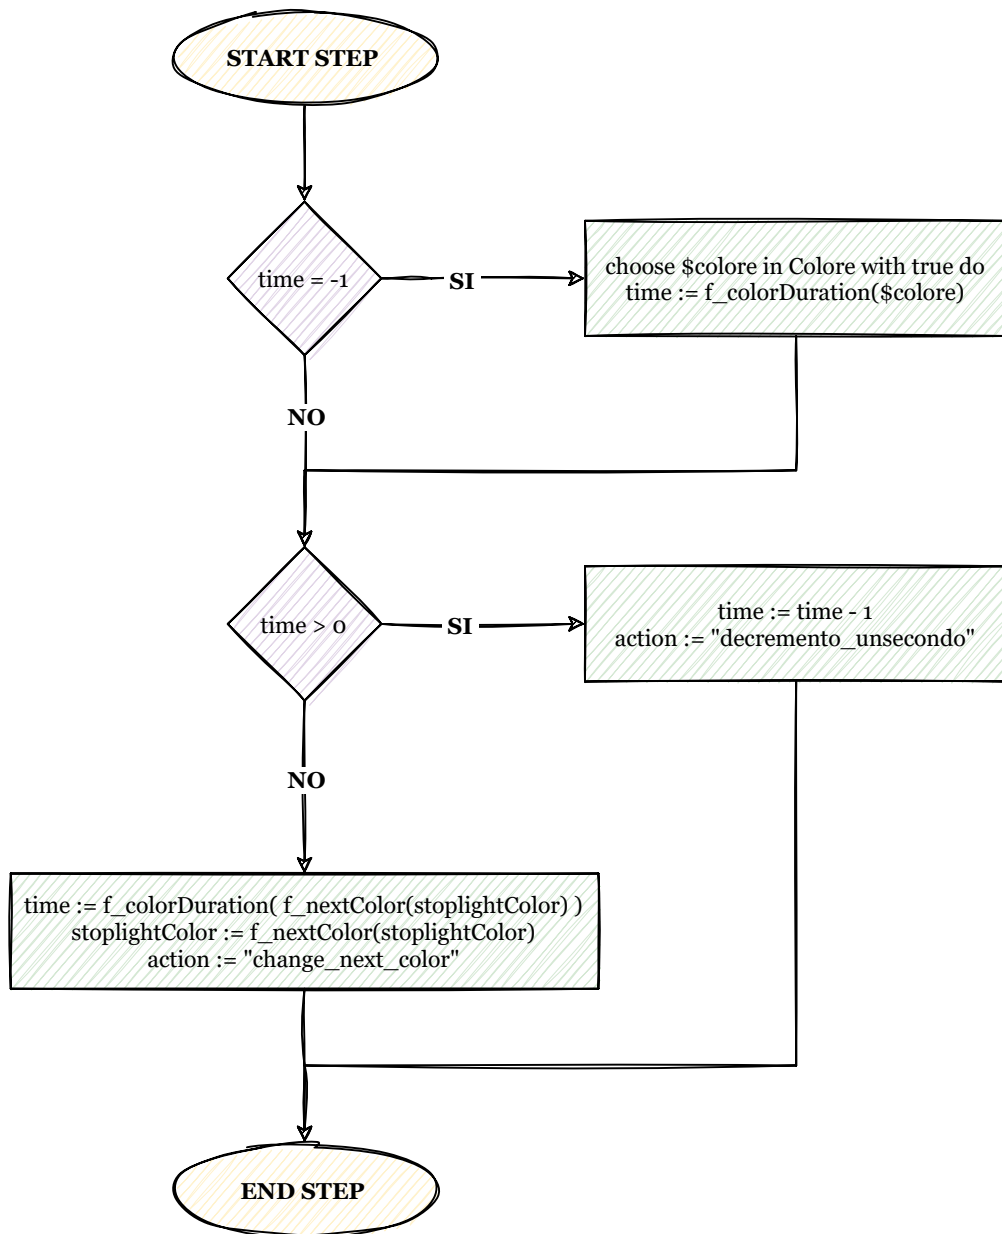 START STEP
time = -1
SI
choose $colore in Colore with true do
time := f_colorDuration($colore)
NO
time > 0
SI
time := time - 1
action := "decremento_unsecondo"
NO
time := f_colorDuration( f_nextColor(stoplightColor) )
stoplightColor := f_nextColor(stoplightColor)
action := "change_next_color"
END STEP